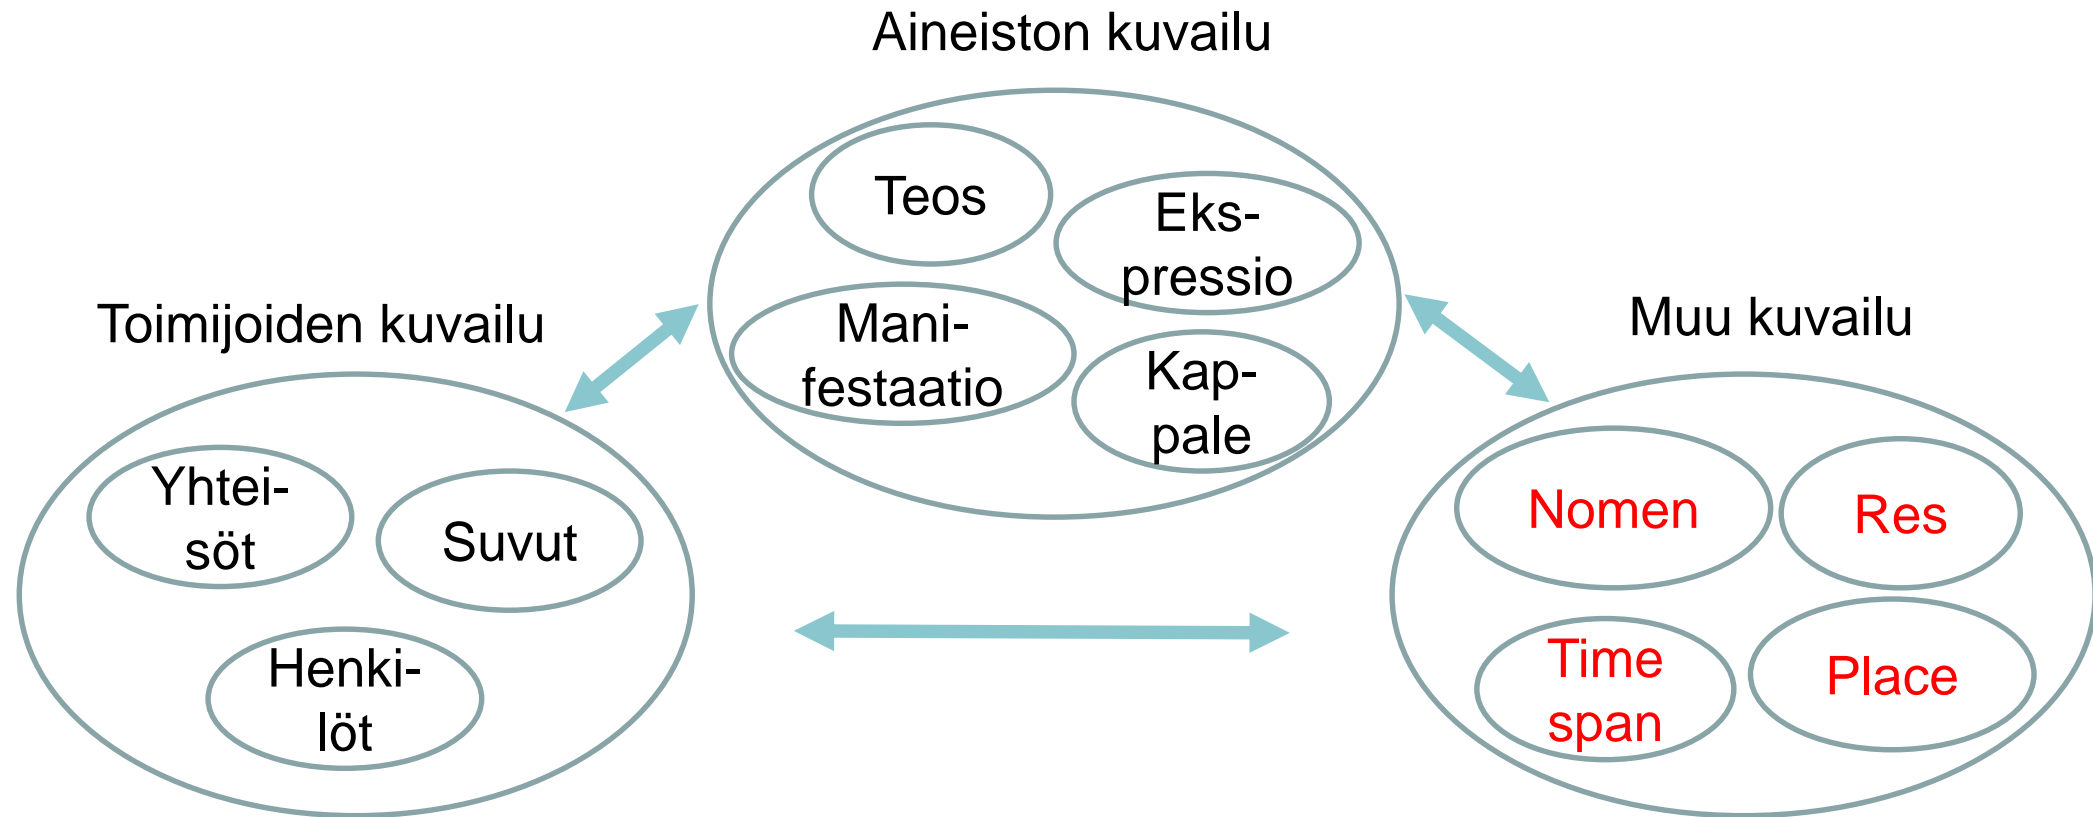 Aineiston kuvailu
Teos
Eks-
pressio
Mani-
festaatio
Kap-
pale
Toimijoiden kuvailu
Yhtei-
söt
Suvut
Henki-
löt
Muu kuvailu
Nomen
Res
Time
span
Place